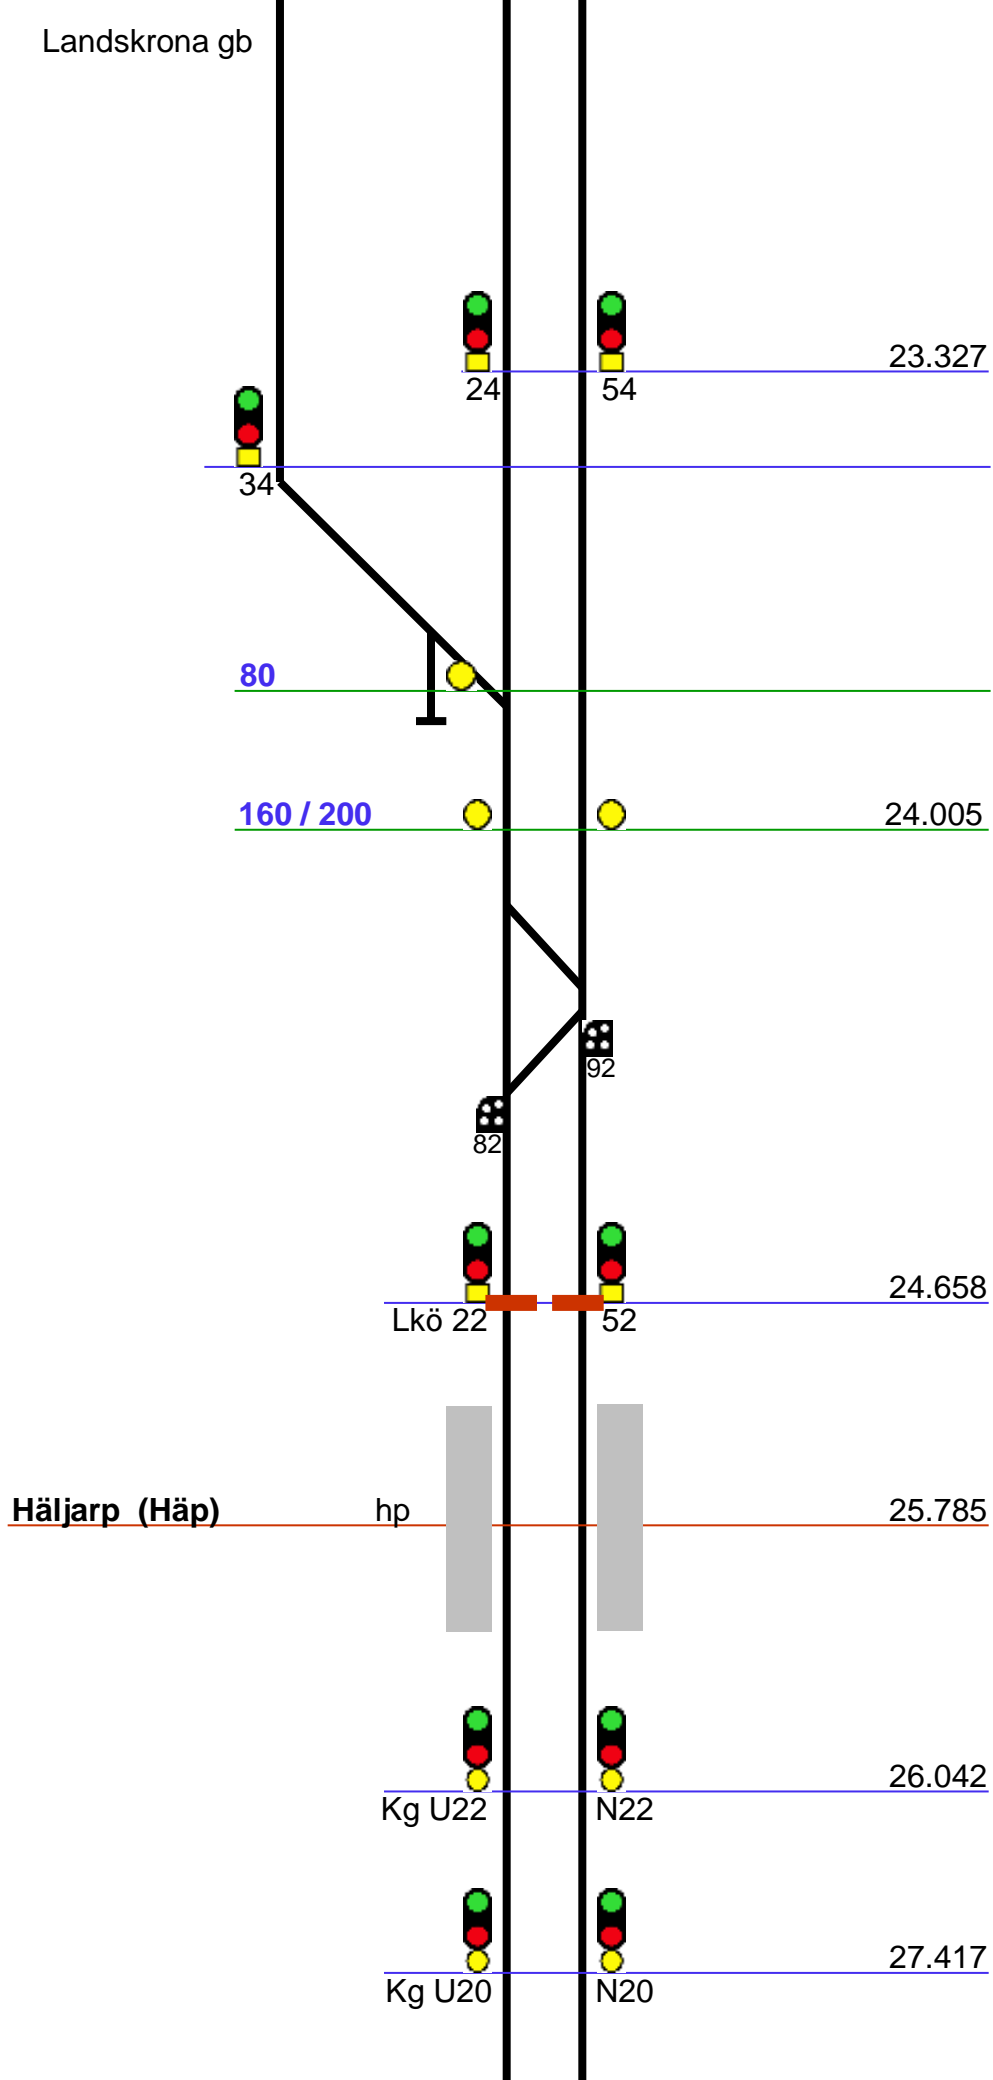 Landskrona gb
23.327
24 54
34
80
160 / 200 24.005
92
82
24.658
Lkö 22 52
Häljarp (Häp) hp 25.785
26.042
Kg U22 N22
27.417
Kg U20 N20